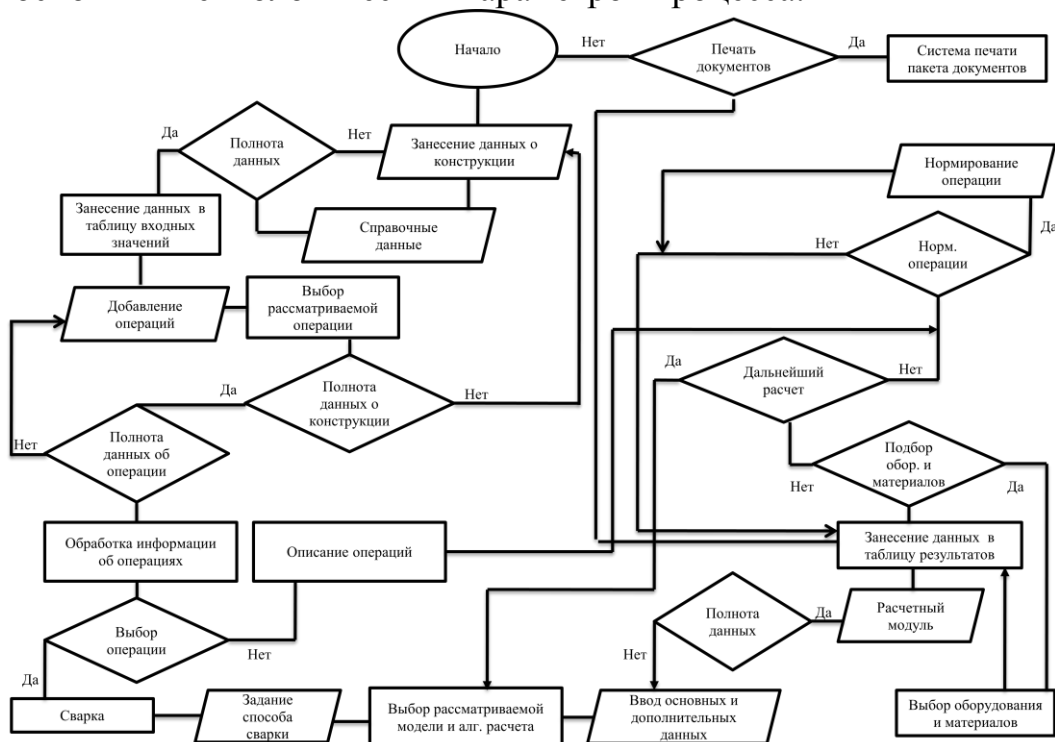 Начало
Нет
Печать
документов
Да
Система печати
пакета документов
Да
Полнота
данных
Нет
Занесение данных о
конструкции
Нормирование
операции
Занесение данных в
таблицу входных
значений
Справочные
данные
Нет
Норм.
операции
Да
Добавление
операций
Выбор
рассматриваемой
операции
Да
Полнота
данных о
конструкции
Нет
Да
Дальнейший
расчет
Нет
Нет
Полнота
данных об
операции
Нет
Подбор
обор. и
материалов
Да
Обработка информации
об операциях
Описание операций
Занесение данных в
таблицу результатов
Выбор
операции
Нет
Да
Полнота
данных
Да
Нет
Расчетный
модуль
Сварка
Задание
способа
сварки
Выбор рассматриваемой
модели и алг. расчета
Ввод основных и
дополнительных
данных
Выбор оборудования
и материалов